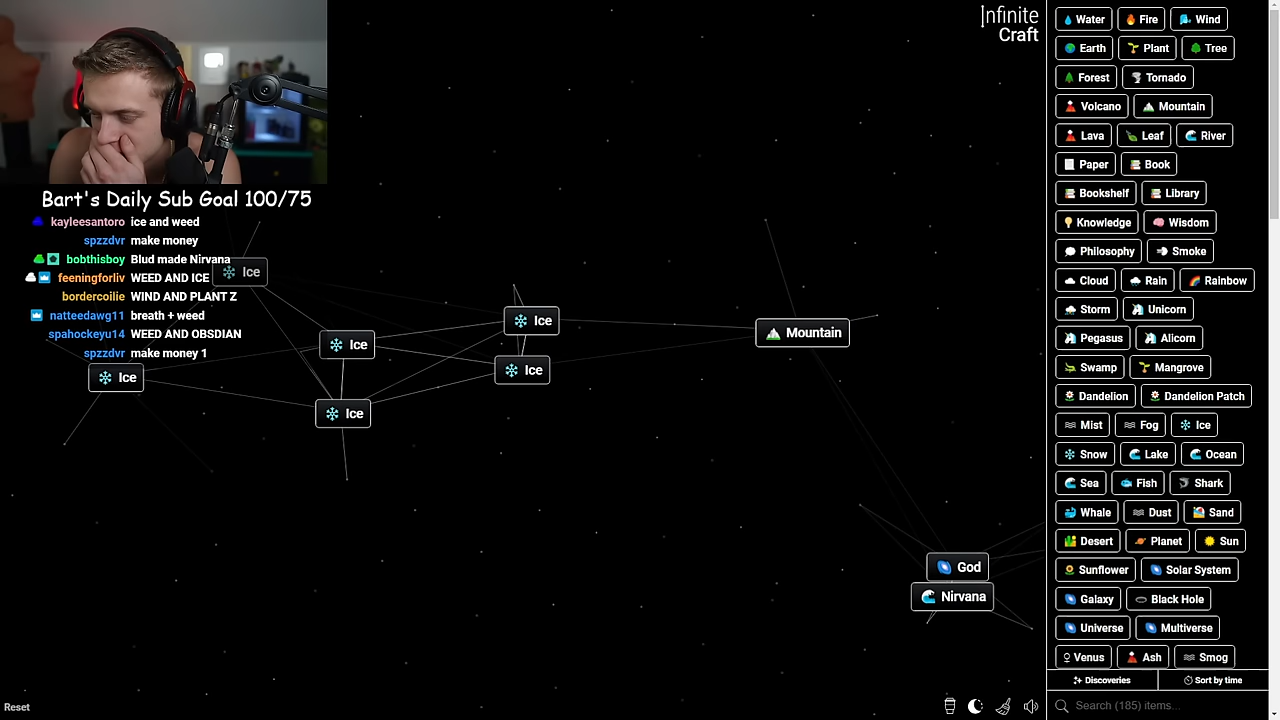 Infinite
Craft
Bart's Daily Sub Goal 100/75
kayleesantoro ice and weed
spzzdvr make money
bobthisboy Blud made Nirvana
feeningforliv WEED AND ICE
bordercoilie WIND AND PLANT Z
natteedawg11 breath + weed
spahockeyu14 WEED AND OBSDIAN
spzzdvr make money 1
Ice
Ice
Ice
Ice
Ice
Ice
Mountain
God
Nirvana
Water Fire Wind
Earth Plant Tree
Forest Tornado
Volcano Mountain
Lava Leaf River
Paper Book
Bookshelf Library
Knowledge Wisdom
Philosophy Smoke
Cloud Rain Rainbow
Storm Unicorn
Pegasus Alicorn
Swamp Mangrove
Dandelion Dandelion Patch
Mist Fog Ice
Snow Lake Ocean
Sea Fish Shark
Whale Dust Sand
Desert Planet Sun
Sunflower Solar System
Galaxy Black Hole
Universe Multiverse
Venus Ash Smog
Discoveries Sort by time
Search (185) items...
Reset